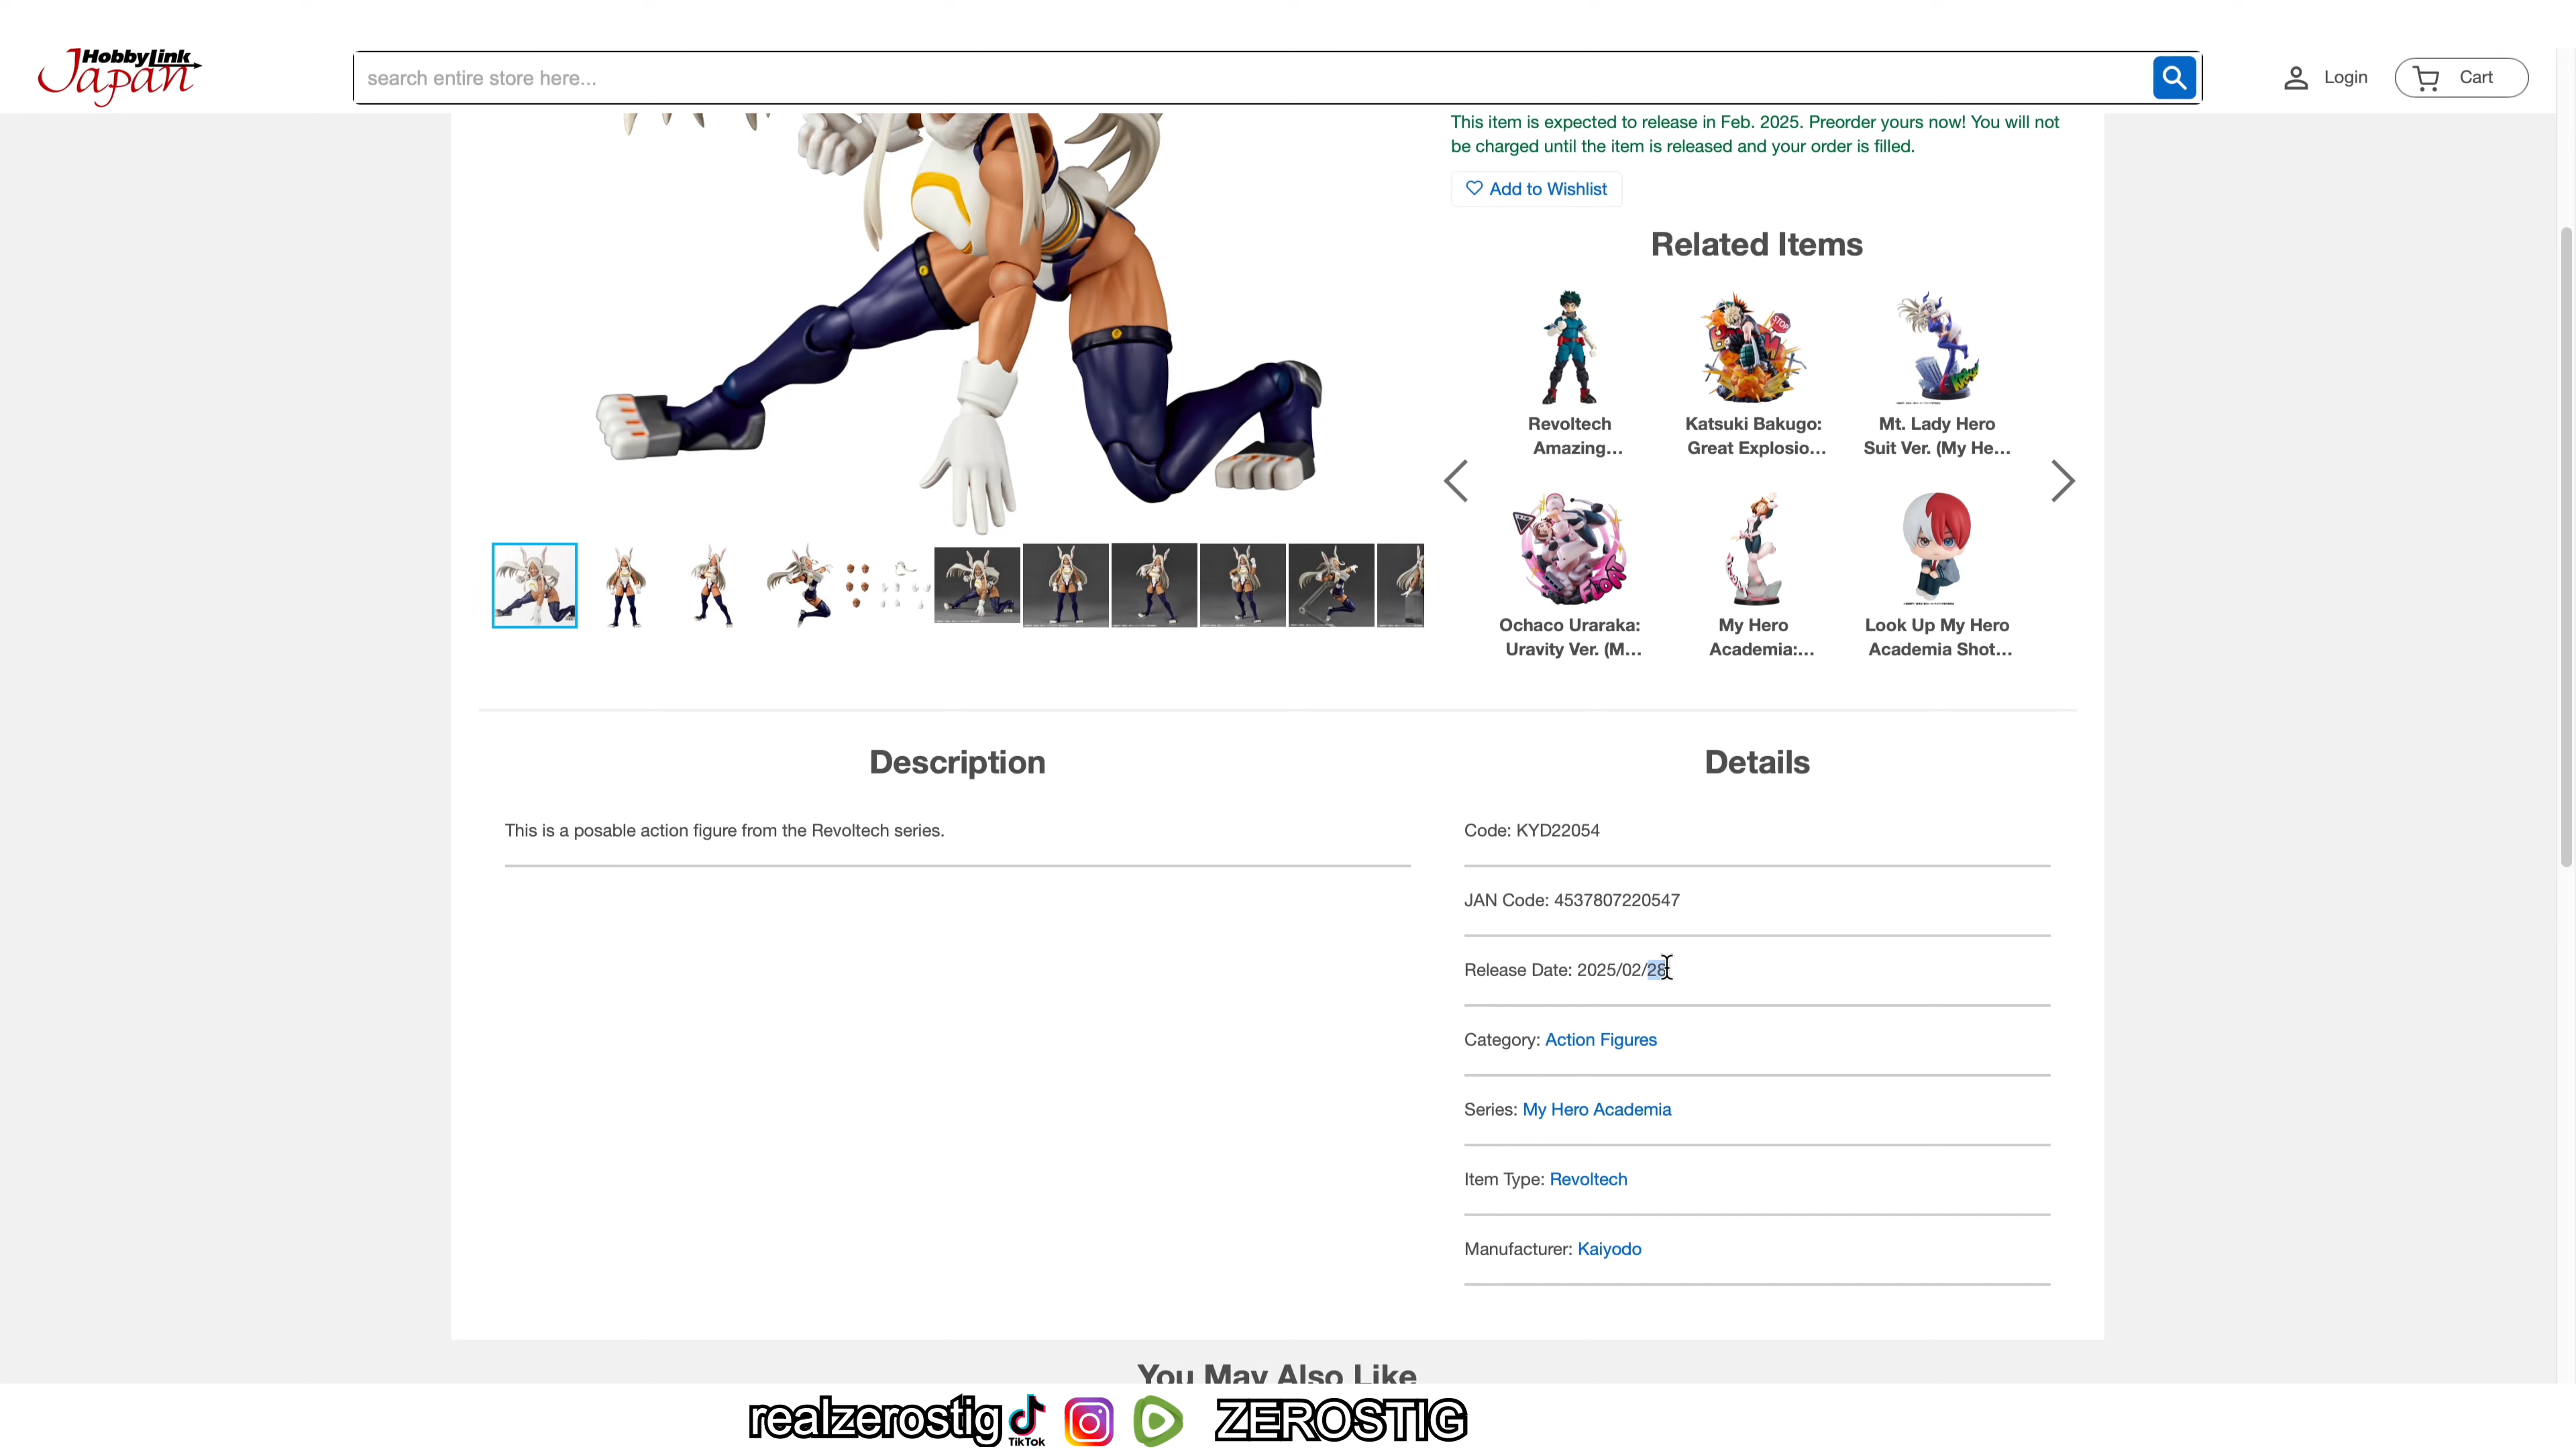 HobbyLink
Japan
search entire store here...
Login
Cart
This item is expected to release in Feb. 2025. Preorder yours now! You will not
be charged until the item is released and your order is filled.
Add to Wishlist
Related Items
Revoltech
Amazing...
Katsuki Bakugo:
Great Explosio...
Mt. Lady Hero
Suit Ver. (My He...
STOP
FLOAT
Ochaco Uraraka:
Uravity Ver. (M...
My Hero
Academia:...
Look Up My Hero
Academia Shot...
Description
This is a posable action figure from the Revoltech series.
Details
Code: KYD22054
JAN Code: 4537807220547
Release Date: 2025/02/28
Category: Action Figures
Series: My Hero Academia
Item Type: Revoltech
Manufacturer: Kaiyodo
You May Also Like
realzerostig
TikTok
ZEROSTIG